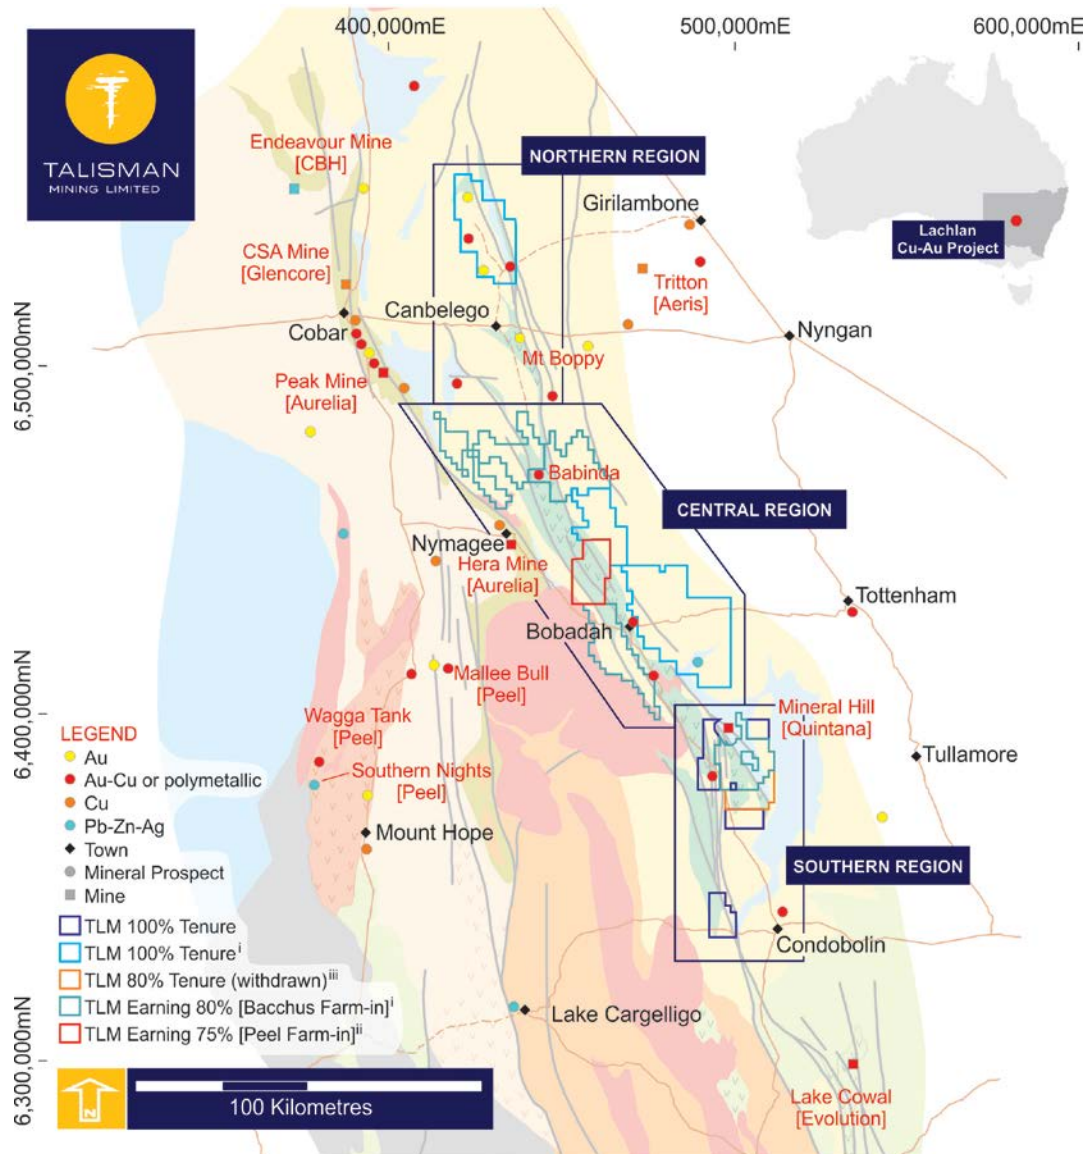 400,000mE
500,000mE
600,000mE
TALISMAN
MINING LIMITED
Endeavour Mine
[CBH]
NORTHERN REGION
Girilambone
Lachlan
Cu-Au Project
CSA Mine
[Glencore]
Tritton
[Aeris]
Canbelego
Cobar
Nyngan
Mt Boppy
6,500,000mN
Peak Mine
[Aurelia]
Babinda
CENTRAL REGION
Nymagee
Hera Mine
[Aurelia]
Tottenham
Bobadah
Mallee Bull
[Peel]
Mineral Hill
[Quintana]
6,400,000mN
Wagga Tank
[Peel]
Tullamore
Southern Nights
[Peel]
Mount Hope
SOUTHERN REGION
Condobolin
Lake Cargelligo
6,300,000mN
Lake Cowal
[Evolution]
LEGEND
Au
Au-Cu or polymetallic
Cu
Pb-Zn-Ag
Town
Mineral Prospect
Mine
TLM 100% Tenure
TLM 100% Tenureⁱ
TLM 80% Tenure (withdrawn)ⁱⁱⁱ
TLM Earning 80% [Bacchus Farm-in]ⁱ
TLM Earning 75% [Peel Farm-in]ⁱⁱ
N
100 Kilometres